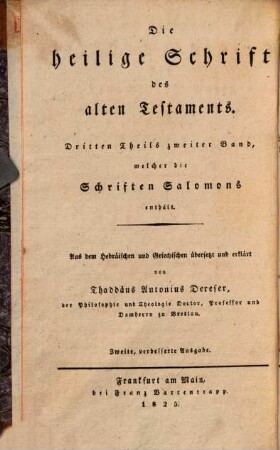 Die
heilige Schrift
des
alten Testaments.
Dritten Theils zweiter Band,
welcher die
Schriften Salomons
enthält.
Aus dem Hebräischen und Griechischen übersetzt und erklärt
von
Thaddäus Antonius Dereser,
der Philosophie und Theologie Doctor, Professor und
Domherrn zu Breslau.
Zweite, verbesserte Ausgabe.
Frankfurt am Main,
bei Franz Varrentrapp.
1825.